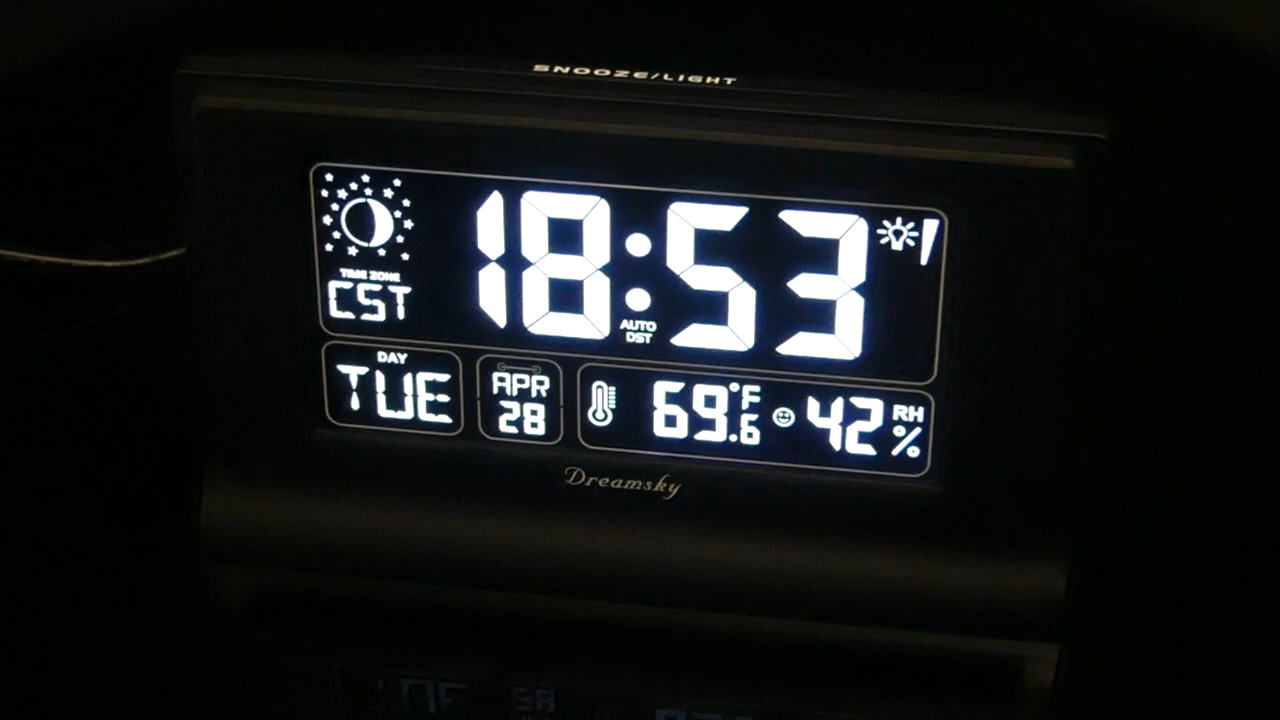 SNOOZE/LIGHT
18:53
TIME ZONE
CST
AUTO
DST
DAY
TUE
APR
28
69.6°F
42 RH
%
Dreamsky